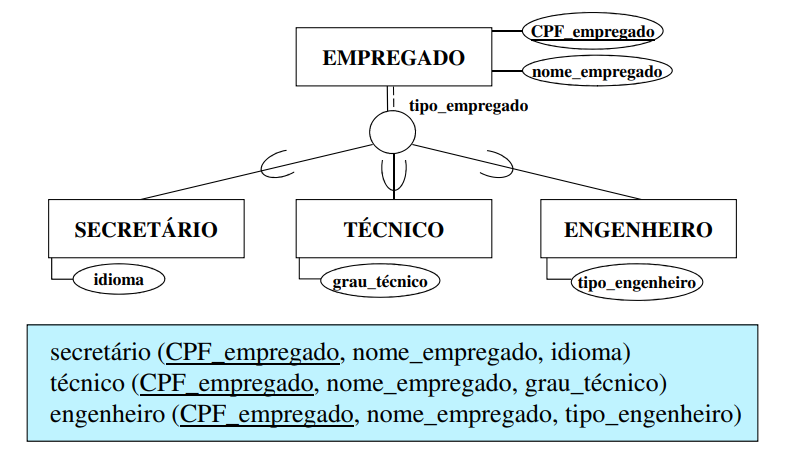 CPF_empregado
EMPREGADO
nome_empregado
tipo_empregado
SECRETÁRIO
TÉCNICO
ENGENHEIRO
idioma
grau_técnico
tipo_engenheiro
secretário (CPF_empregado, nome_empregado, idioma)
técnico (CPF_empregado, nome_empregado, grau_técnico)
engenheiro (CPF_empregado, nome_empregado, tipo_engenheiro)